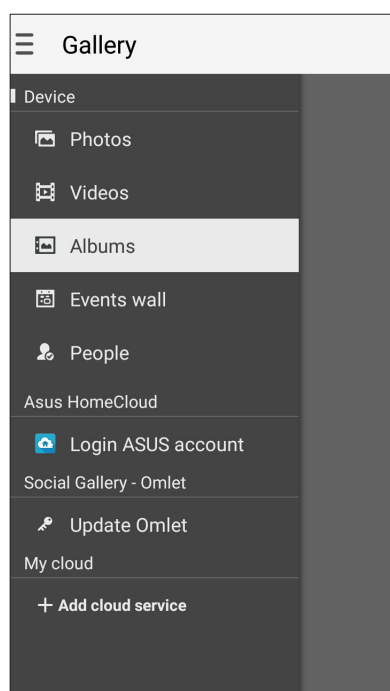 Gallery
Device
Photos
Videos
Albums
Events wall
People
Asus HomeCloud
Login ASUS account
Social Gallery - Omlet
Update Omlet
My cloud
+ Add cloud service